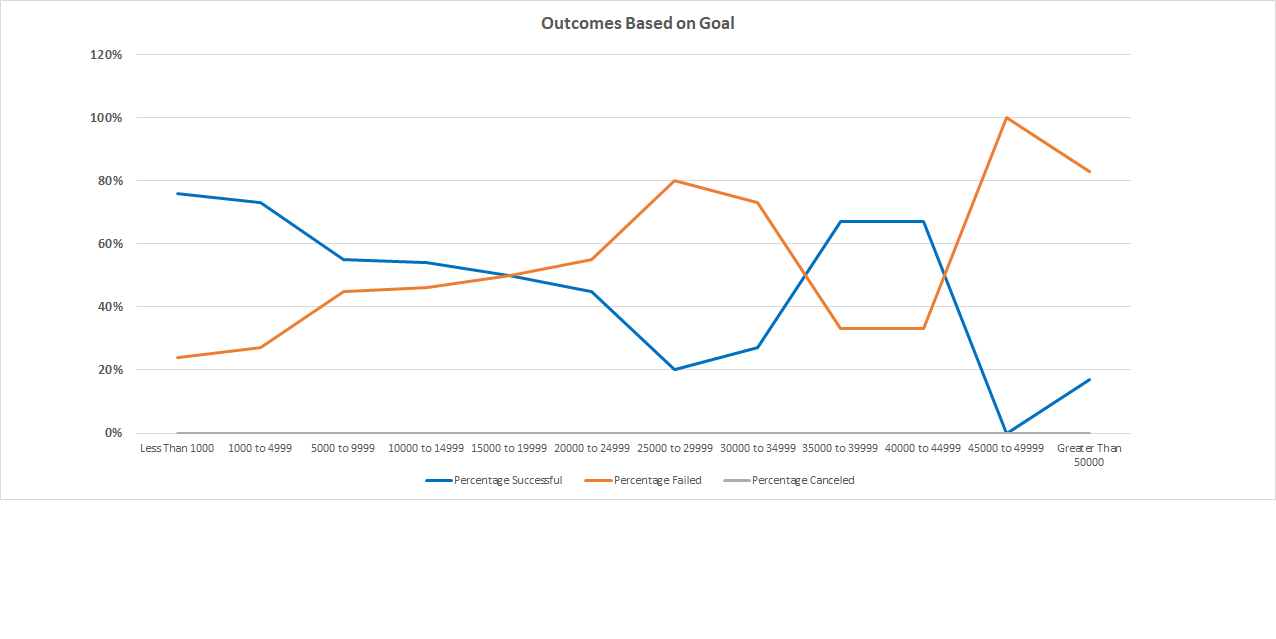 Outcomes Based on Goal
120%
100%
80%
60%
40%
20%
0%
Less Than 1000 1000 to 4999 5000 to 9999 10000 to 14999 15000 to 19999 20000 to 24999 25000 to 29999 30000 to 34999 35000 to 39999 40000 to 44999 45000 to 49999 Greater Than
50000
Percentage Successful Percentage Failed Percentage Canceled